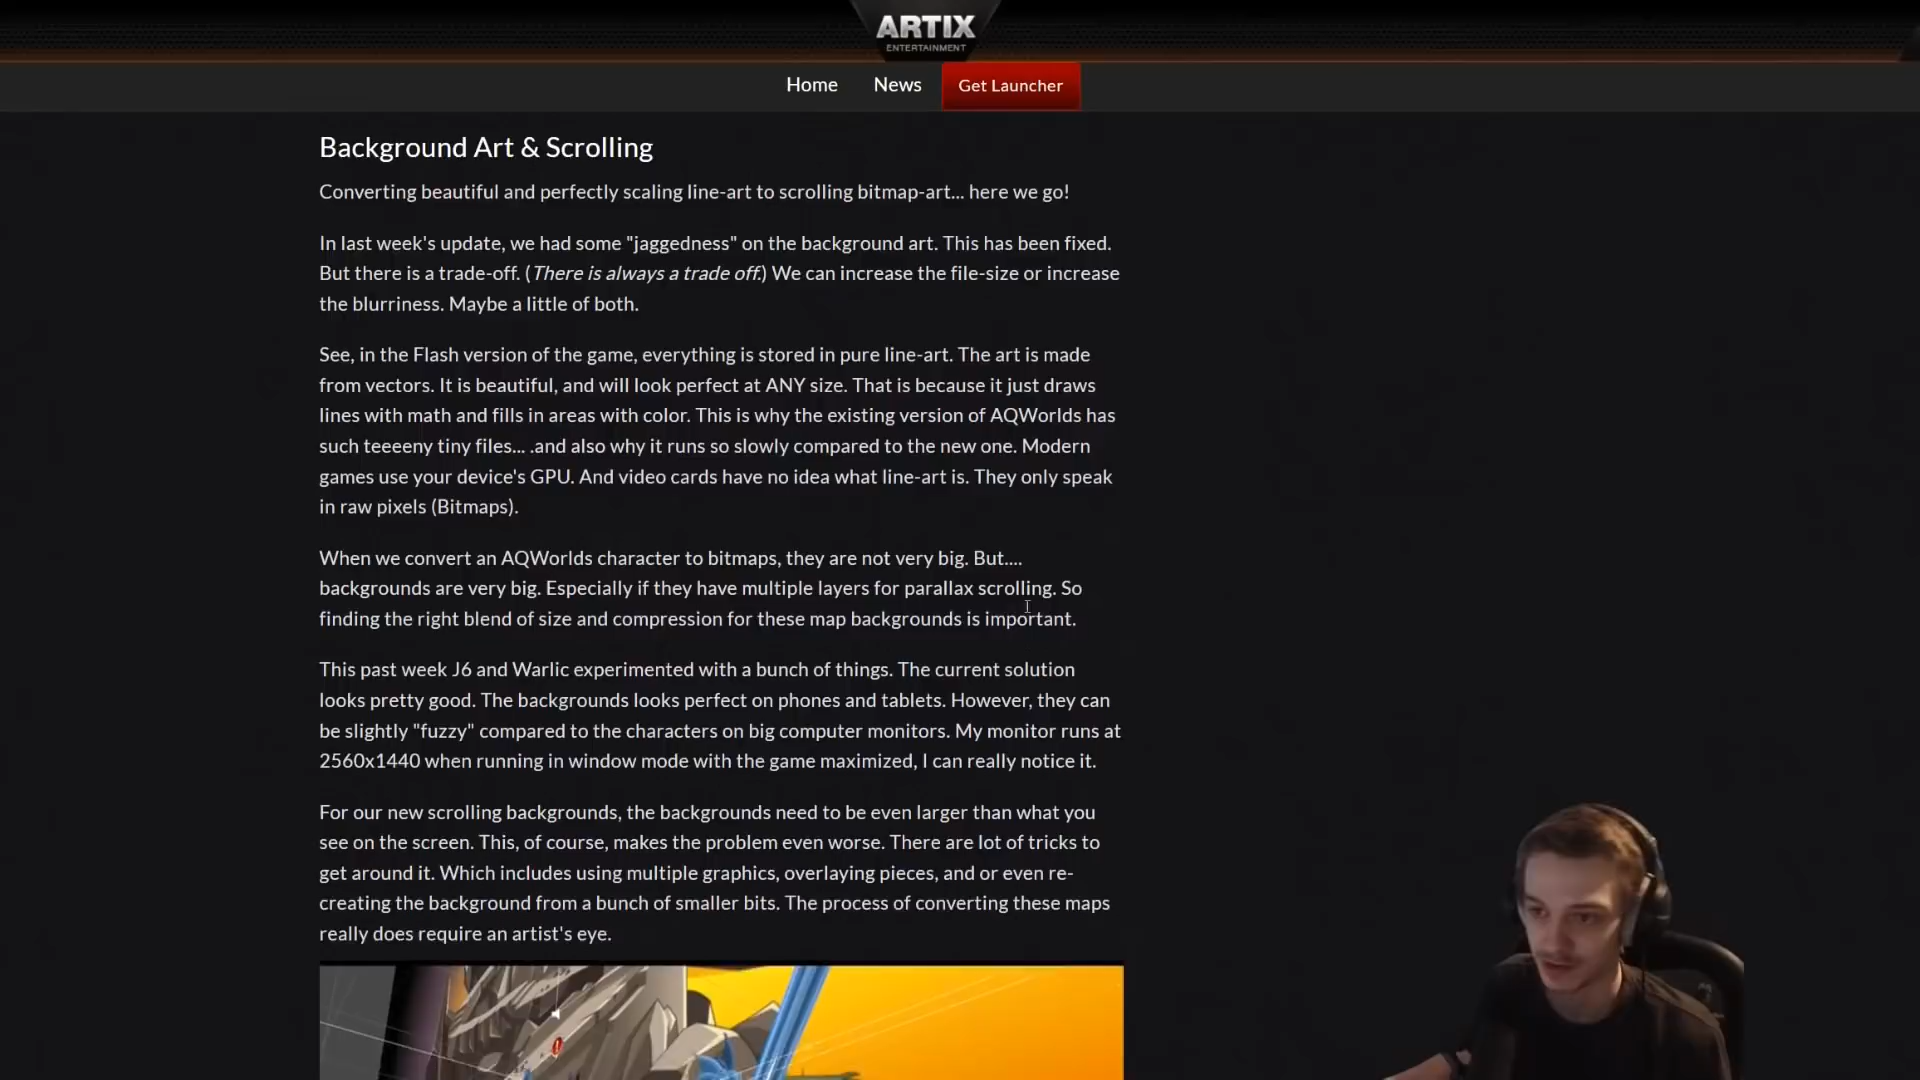 ARTIX
ENTERTAINMENT
Home
News
Get Launcher
Background Art & Scrolling
Converting beautiful and perfectly scaling line-art to scrolling bitmap-art... here we go!
In last week's update, we had some "jaggedness" on the background art. This has been fixed.
But there is a trade-off. (There is always a trade off.) We can increase the file-size or increase
the blurriness. Maybe a little of both.
See, in the Flash version of the game, everything is stored in pure line-art. The art is made
from vectors. It is beautiful, and will look perfect at ANY size. That is because it just draws
lines with math and fills in areas with color. This is why the existing version of AQWorlds has
such teeeeny tiny files... .and also why it runs so slowly compared to the new one. Modern
games use your device's GPU. And video cards have no idea what line-art is. They only speak
in raw pixels (Bitmaps).
When we convert an AQWorlds character to bitmaps, they are not very big. But....
backgrounds are very big. Especially if they have multiple layers for parallax scrolling. So
finding the right blend of size and compression for these map backgrounds is important.
This past week J6 and Warlic experimented with a bunch of things. The current solution
looks pretty good. The backgrounds looks perfect on phones and tablets. However, they can
be slightly "fuzzy" compared to the characters on big computer monitors. My monitor runs at
2560x1440 when running in window mode with the game maximized, I can really notice it.
For our new scrolling backgrounds, the backgrounds need to be even larger than what you
see on the screen. This, of course, makes the problem even worse. There are lot of tricks to
get around it. Which includes using multiple graphics, overlaying pieces, and or even re-
creating the background from a bunch of smaller bits. The process of converting these maps
really does require an artist's eye.